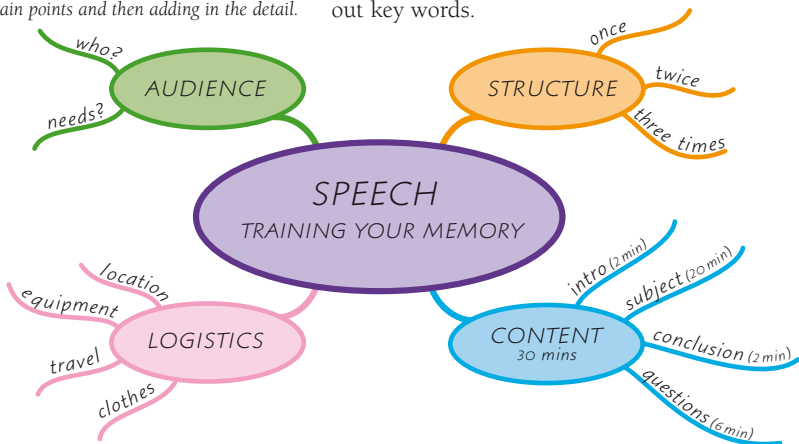 ain points and then adding in the detail.
out key words.
who?
needs?
AUDIENCE
once
twice
three times
STRUCTURE
SPEECH
TRAINING YOUR MEMORY
location
equipment
travel
clothes
LOGISTICS
intro (2 min)
subject (20 min)
conclusion (2 min)
questions (6 min)
CONTENT
30 mins